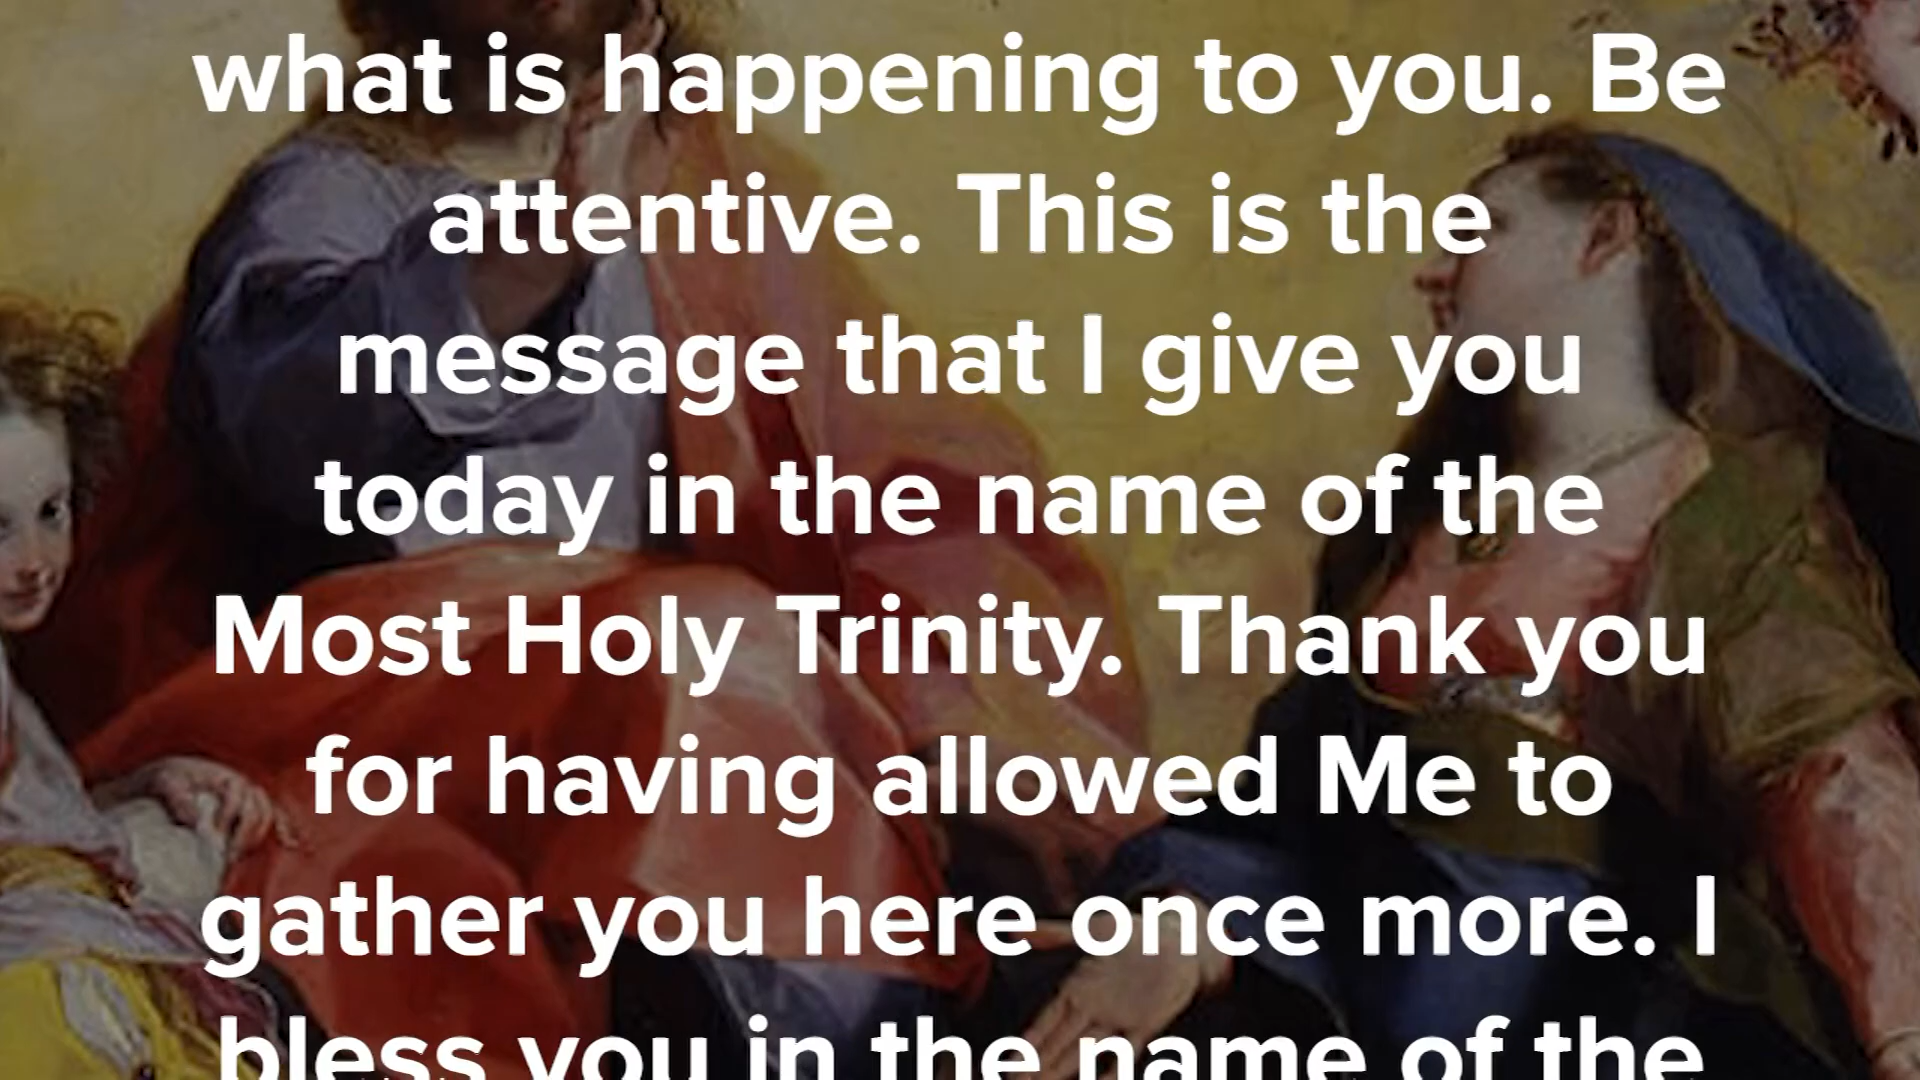 what is happening to you. Be
attentive. This is the
message that I give you
today in the name of the
Most Holy Trinity. Thank you
for having allowed Me to
gather you here once more. I
bless you in the name of the